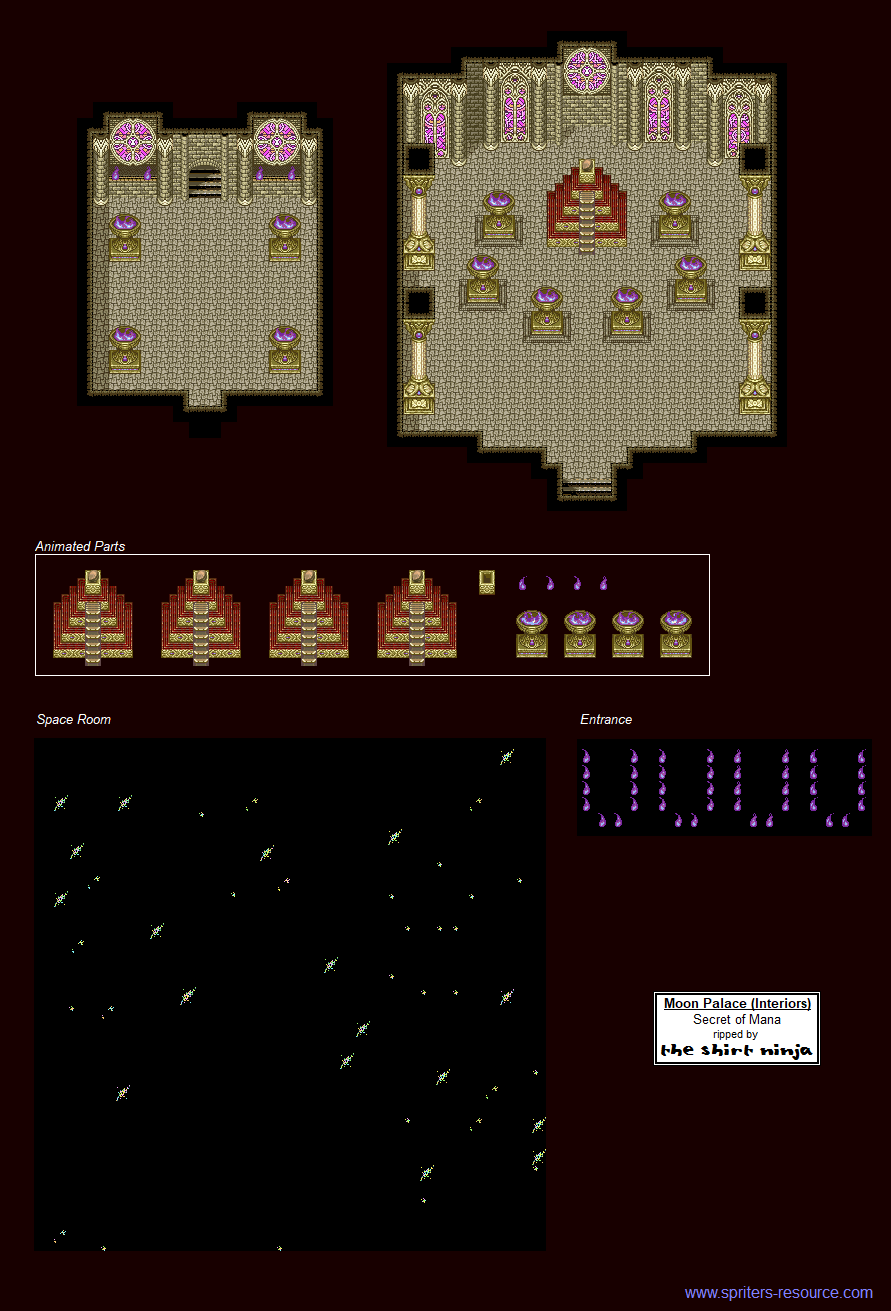 Animated Parts
Space Room
Entrance
Moon Palace (Interiors)
Secret of Mana
ripped by
the shirt ninja
www.spriters-resource.com